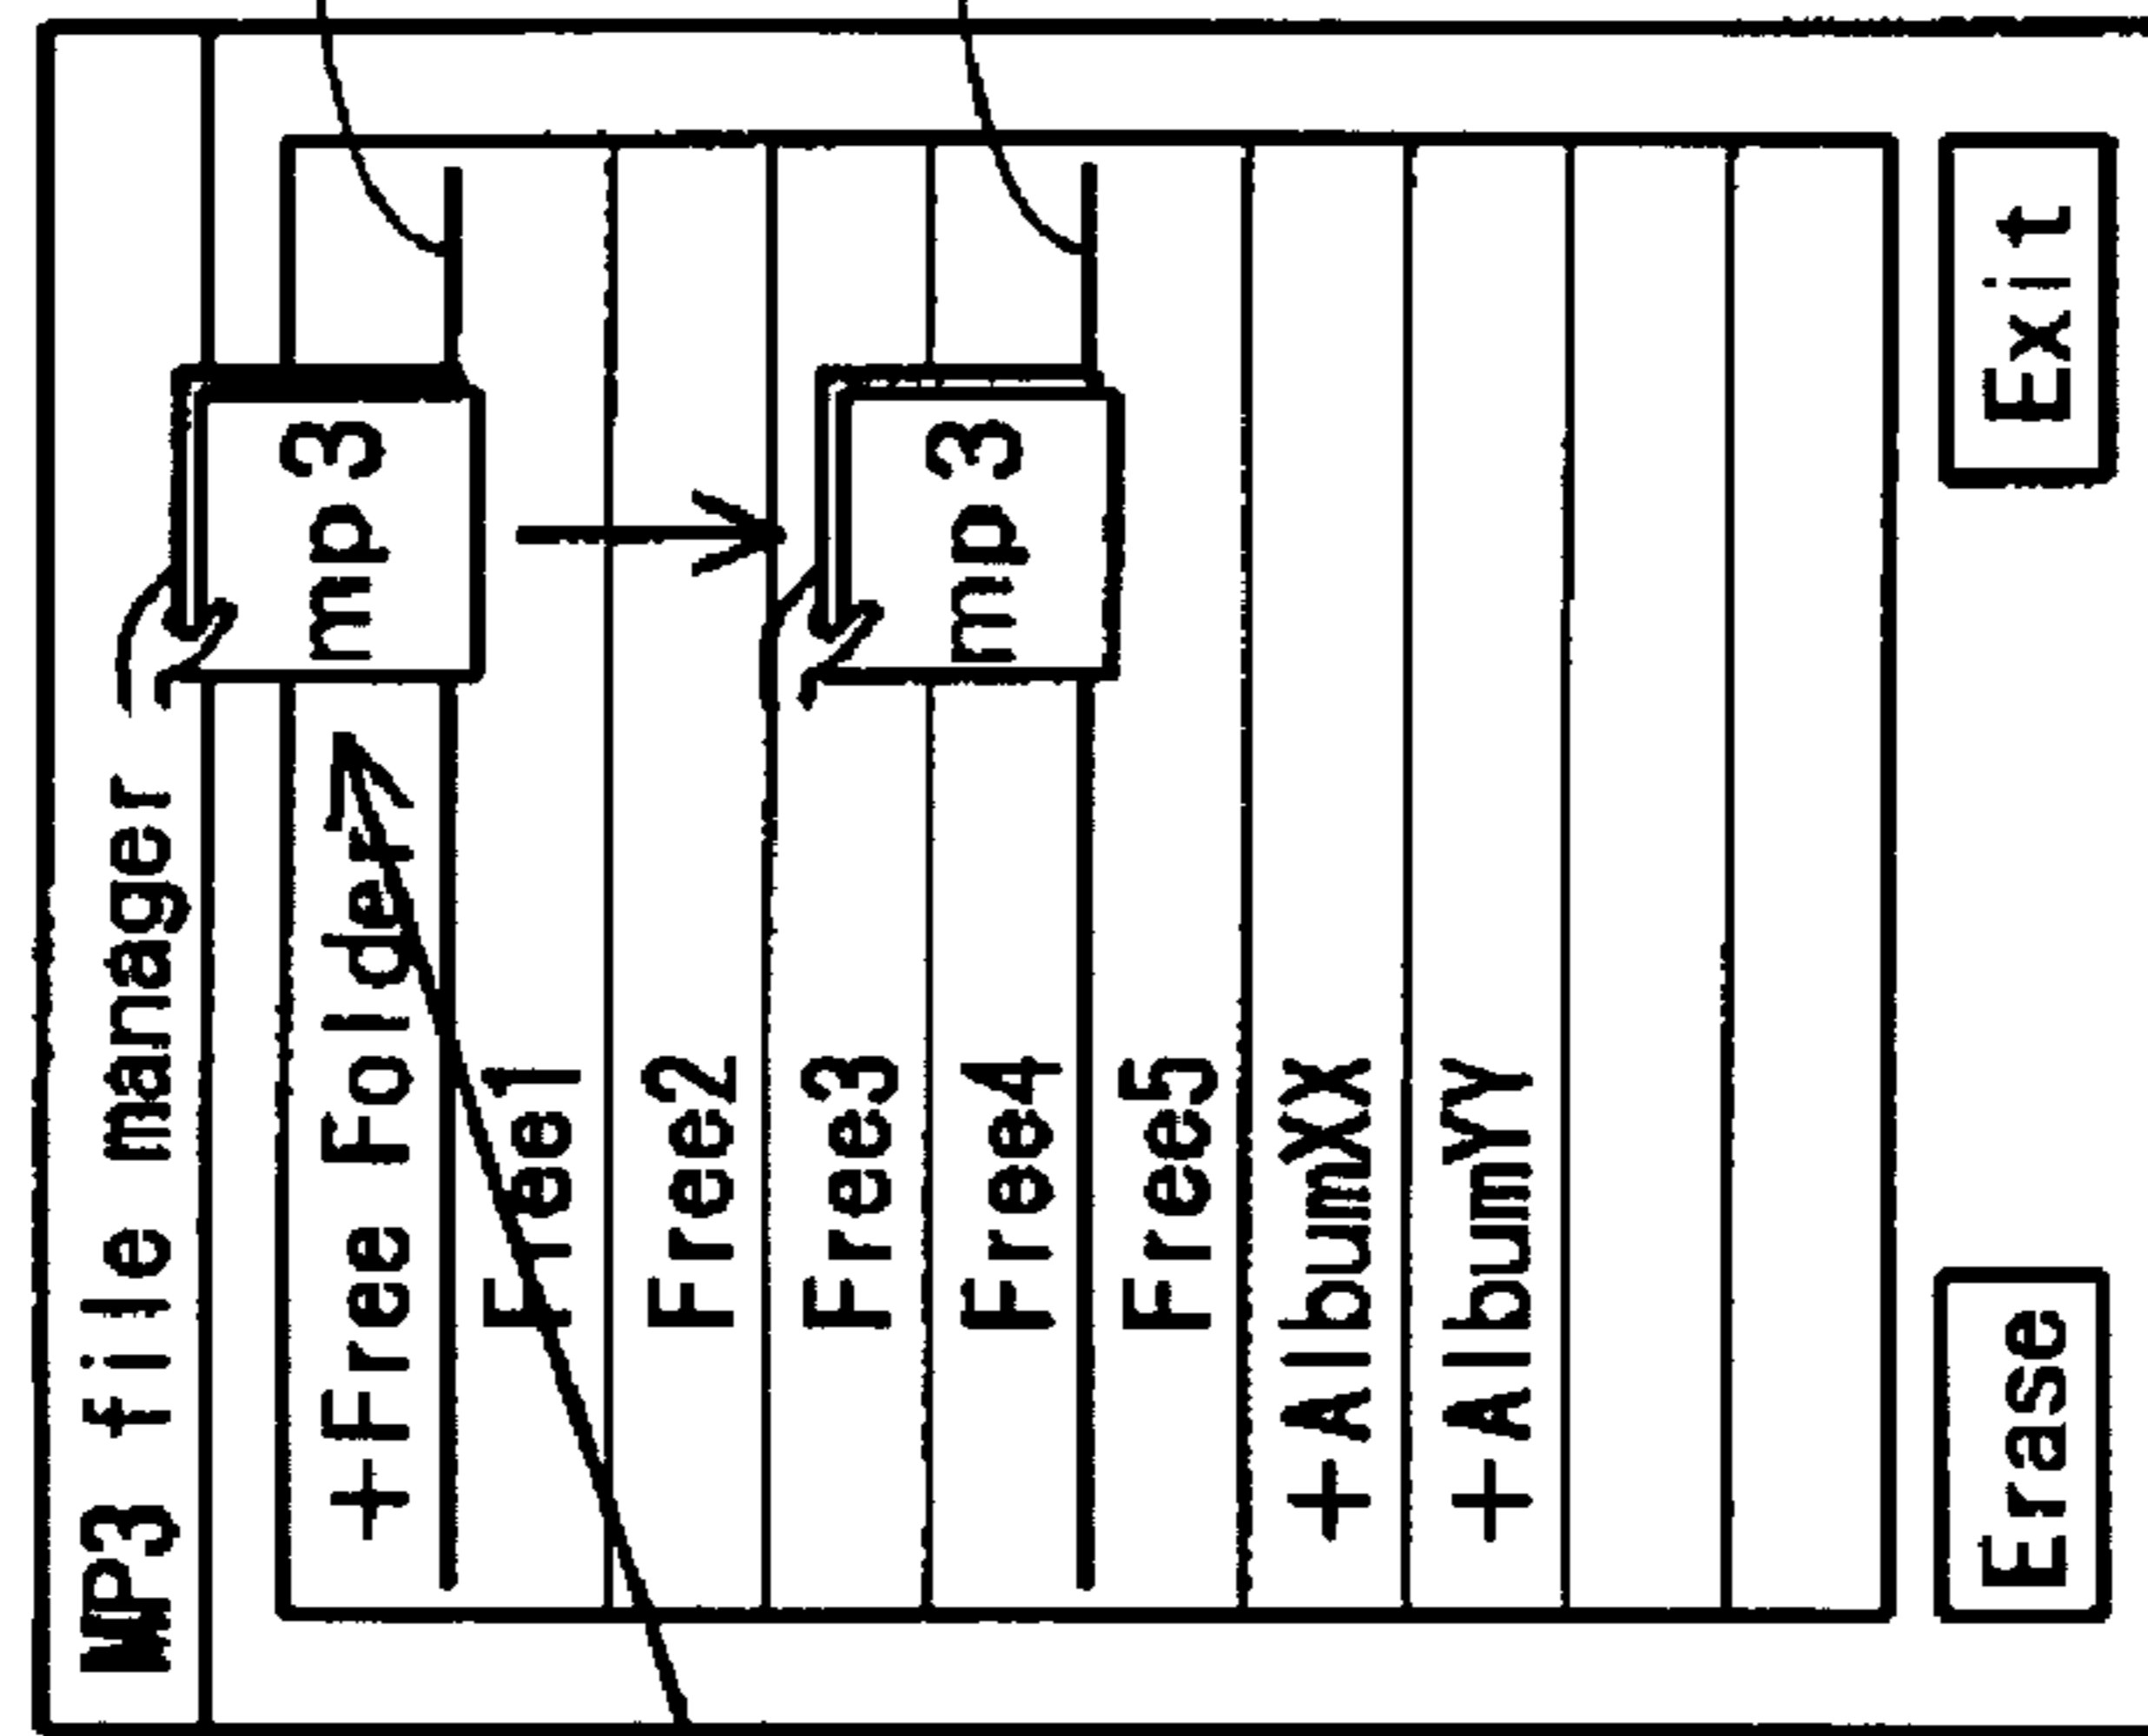 MP3 file manager
mp3
+Free Folder
Free1
Free2
mp3
Free3
Free4
Free5
+AlbumXX
+AlbumYY
Erase
Exit